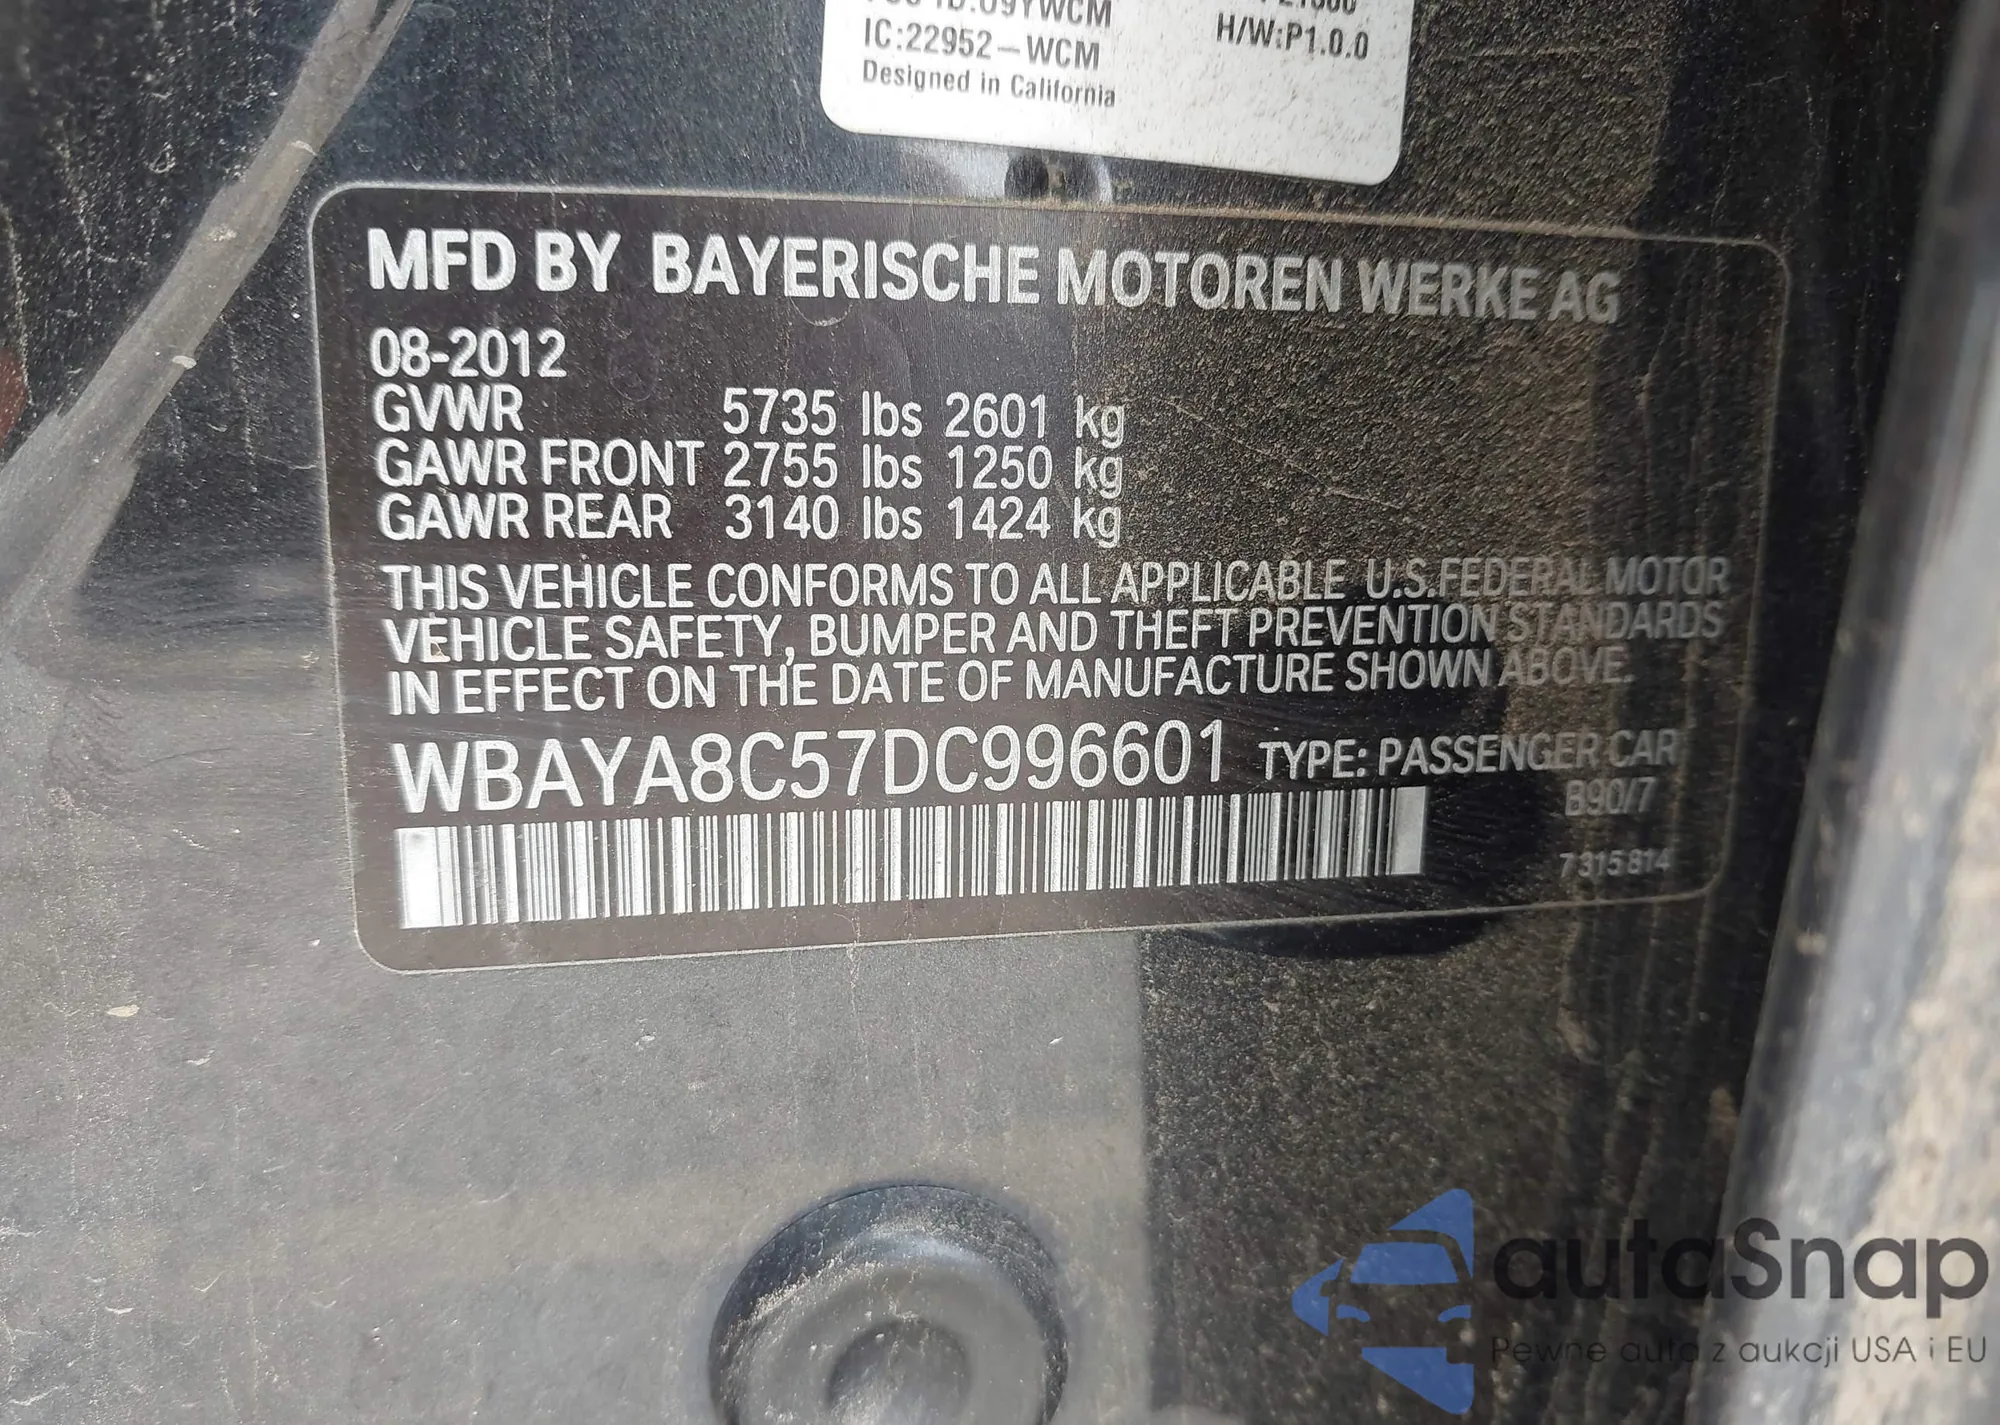 IC:22952-WCM
H/W:P1.0.0
Designed in California
MFD BY BAYERISCHE MOTOREN WERKE AG
08-2012
GVWR 5735 lbs 2601 kg
GAWR FRONT 2755 lbs 1250 kg
GAWR REAR 3140 lbs 1424 kg
THIS VEHICLE CONFORMS TO ALL APPLICABLE U.S.FEDERAL MOTOR
VEHICLE SAFETY, BUMPER AND THEFT PREVENTION STANDARDS
IN EFFECT ON THE DATE OF MANUFACTURE SHOWN ABOVE.
WBAYA8C57DC996601 TYPE: PASSENGER CAR
B90/7
7315814
autaSnap
Pewne auta z aukcji USA i EU